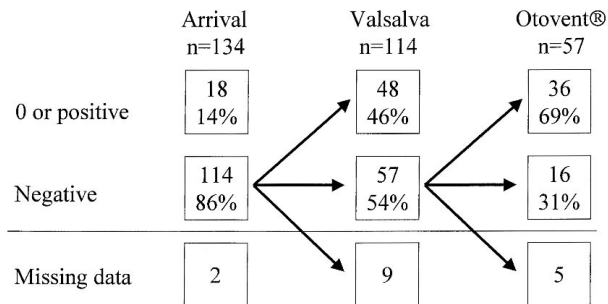 Arrival Valsalva Otovent®
n=134 n=114 n=57
0 or positive 18 48 36
14% 46% 69%
Negative 114 57 16
86% 54% 31%
Missing data 2 9 5